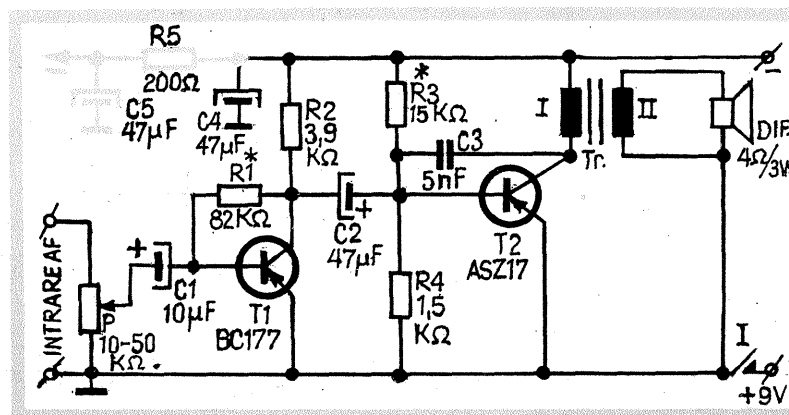 R5
200Ω
C5
47µF
C4
47µF
R2
3,9
KΩ
*
R3
15KΩ
C3
5nF
I
II
Tr.
DIF.
4Ω/3W
*
R1
82KΩ
+
C2
47µF
T2
ASZ17
INTRARE AF
+
C1
10µF
T1
BC177
R4
1,5
KΩ
P
10-50
KΩ.
I
−
+9V